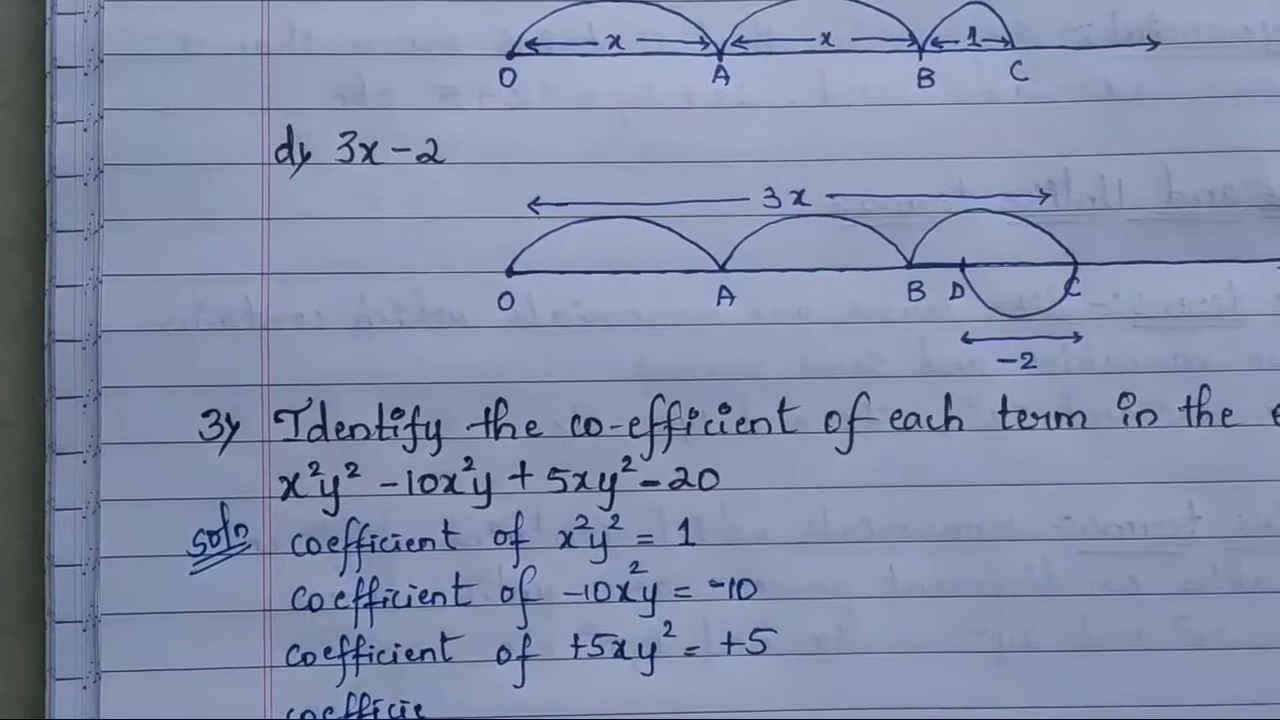 x x 1
O A B C
d) 3x-2
3x
O A B D C
-2
3) Identify the co-efficient of each term in the
x²y² - 10x²y + 5xy² - 20
Soln coefficient of x²y² = 1
coefficient of -10x²y = -10
coefficient of +5xy² = +5
coefficie